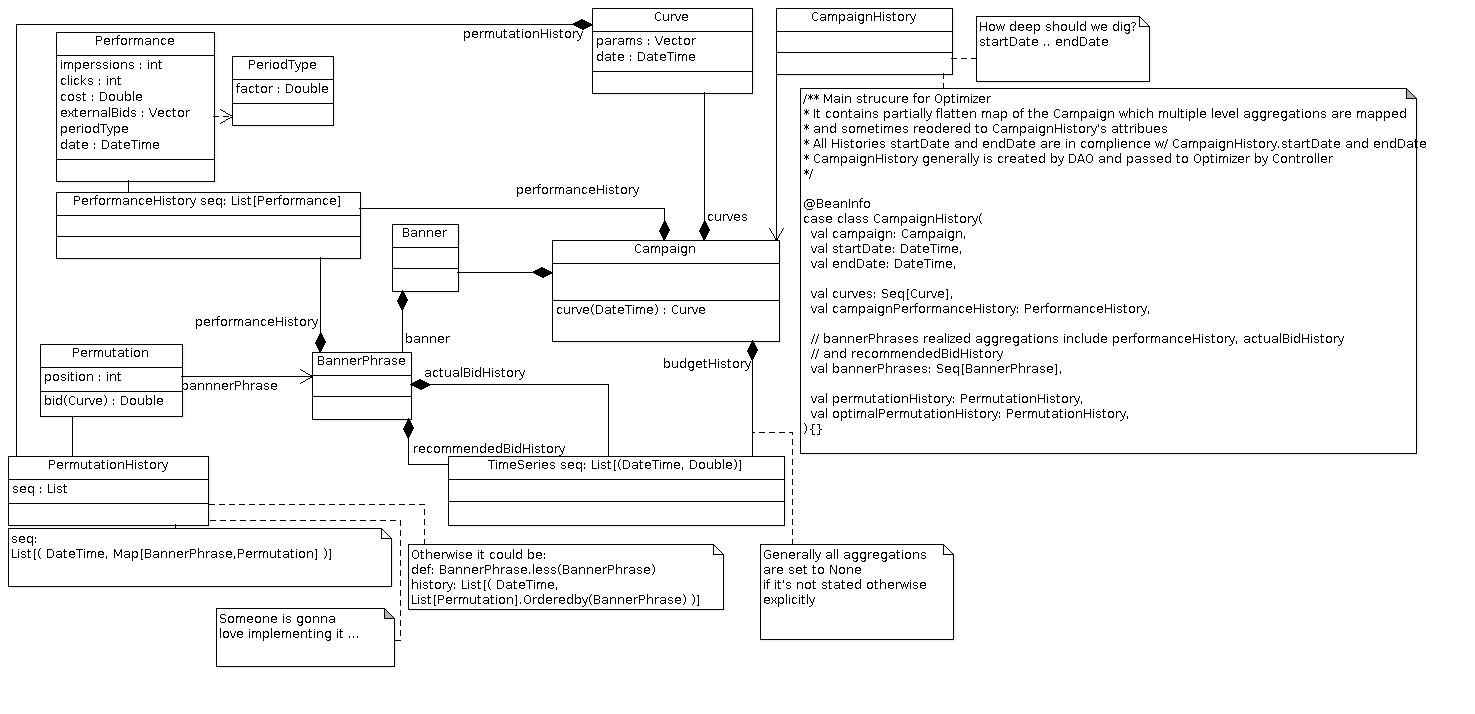 Curve
params : Vector
date : DateTime
permutationHistory
CampaignHistory
How deep should we dig?
startDate .. endDate
Performance
imperssions : int
clicks : int
cost : Double
externalBids : Vector
periodType
date : DateTime
PeriodType
factor : Double
/** Main strucure for Optimizer
* It contains partially flatten map of the Campaign which multiple level aggregations are mapped
* and sometimes reodered to CampaignHistory's attribues
* All Histories startDate and endDate are in complience w/ CampaignHistory.startDate and endDate
* CampaignHistory generally is created by DAO and passed to Optimizer by Controller
*/
@BeanInfo
case class CampaignHistory(
val campaign: Campaign,
val startDate: DateTime,
val endDate: DateTime,
val curves: Seq[Curve],
val campaignPerformanceHistory: PerformanceHistory,
// bannerPhrases realized aggregations include performanceHistory, actualBidHistory
// and recommendedBidHistory
val bannerPhrases: Seq[BannerPhrase],
val permutationHistory: PermutationHistory,
val optimalPermutationHistory: PermutationHistory,
){}
PerformanceHistory seq: List[Performance]
performanceHistory
curves
Banner
Campaign
curve(DateTime) : Curve
performanceHistory
banner
budgetHistory
Permutation
position : int
bid(Curve) : Double
bannnerPhrase
BannerPhrase
actualBidHistory
recommendedBidHistory
PermutationHistory
seq : List
TimeSeries seq: List[(DateTime, Double)]
seq:
List[( DateTime, Map[BannerPhrase,Permutation] )]
Otherwise it could be:
def: BannerPhrase.less(BannerPhrase)
history: List[( DateTime,
List[Permutation].Orderedby(BannerPhrase) )]
Generally all aggregations
are set to None
if it's not stated otherwise
explicitly
Someone is gonna
love implementing it ...